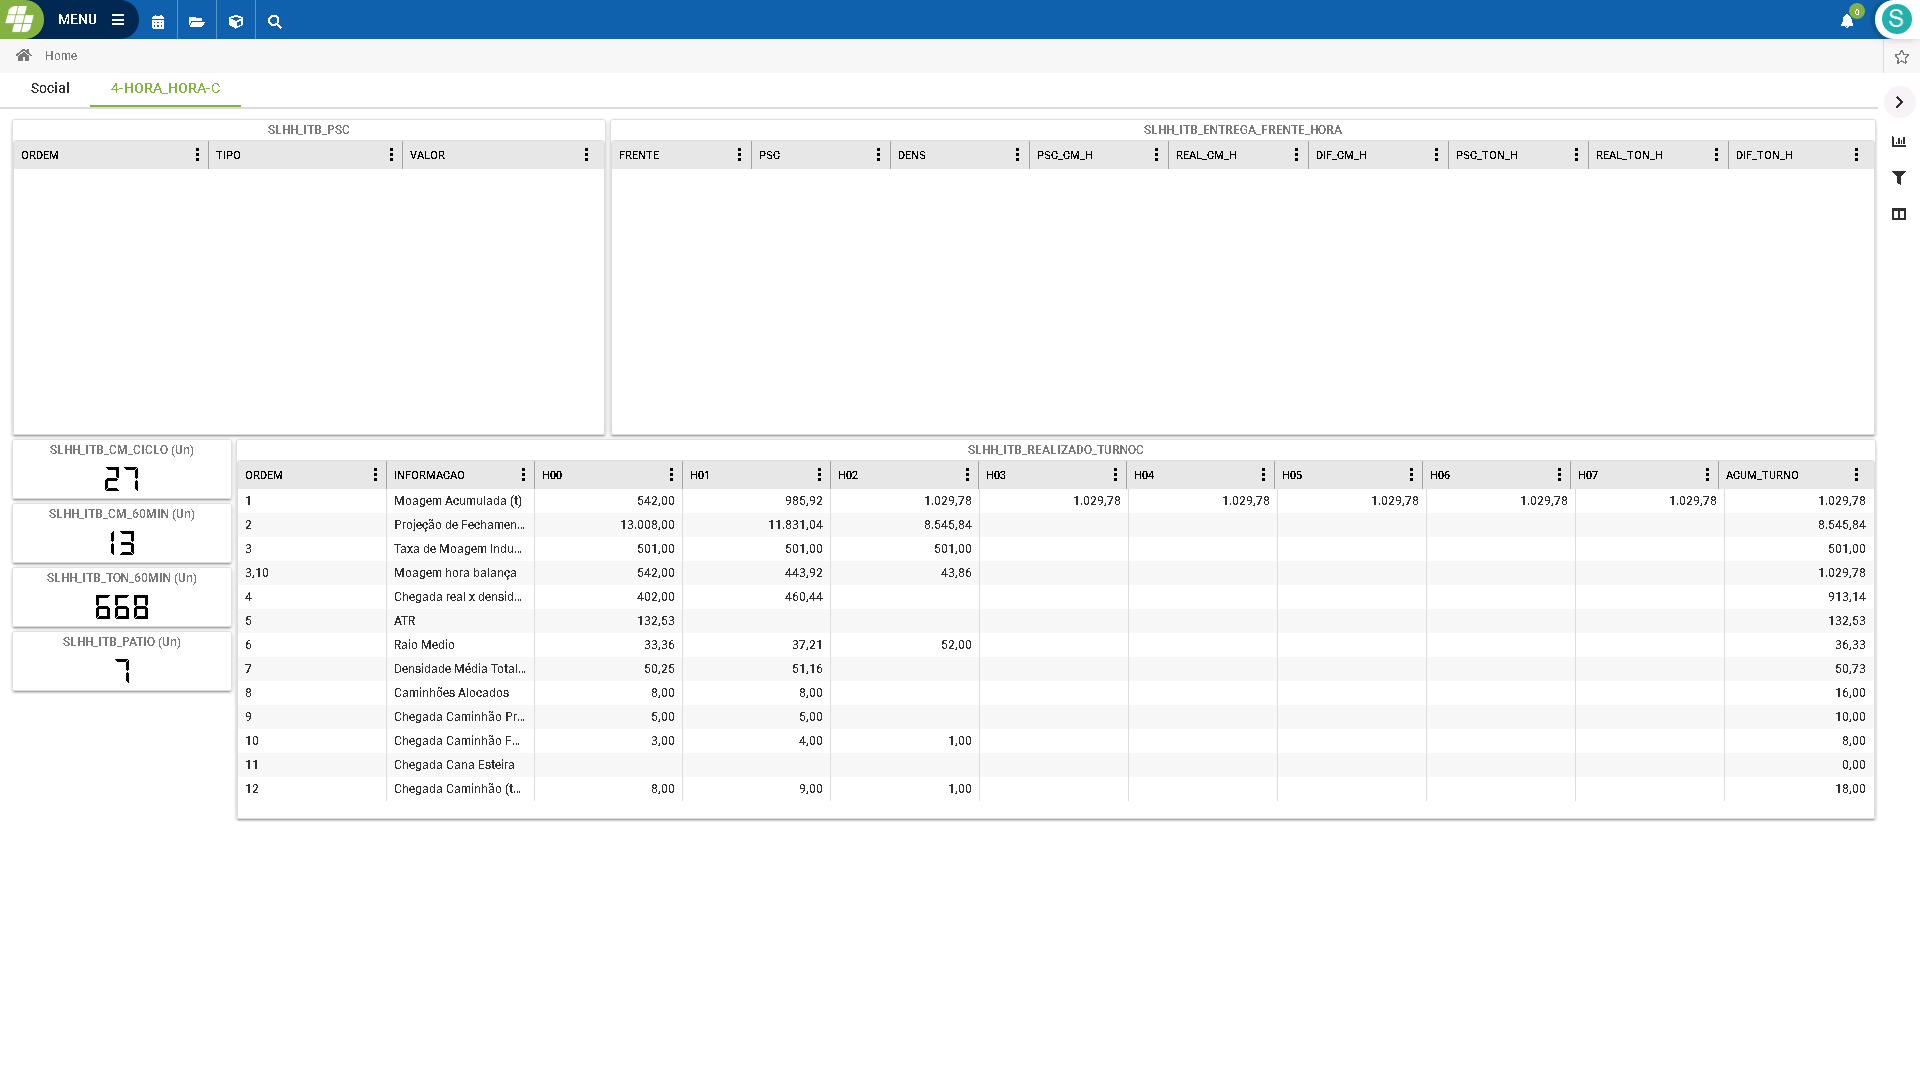 MENU
0
S
Home
Social
4-HORA_HORA-C
SLHH_ITB_PSC
ORDEM TIPO VALOR
SLHH_ITB_ENTREGA_FRENTE_HORA
FRENTE PSC DENS PSC_CM_H REAL_CM_H DIF_CM_H PSC_TON_H REAL_TON_H DIF_TON_H
SLHH_ITB_CM_CICLO (Un)
27
SLHH_ITB_CM_60MIN (Un)
13
SLHH_ITB_TON_60MIN (Un)
668
SLHH_ITB_PATIO (Un)
7
SLHH_ITB_REALIZADO_TURNOC
ORDEM INFORMACAO H00 H01 H02 H03 H04 H05 H06 H07 ACUM_TURNO
1 Moagem Acumulada (t) 542,00 985,92 1.029,78 1.029,78 1.029,78 1.029,78 1.029,78 1.029,78 1.029,78
2 Projeção de Fechamen... 13.008,00 11.831,04 8.545,84 8.545,84
3 Taxa de Moagem Indu... 501,00 501,00 501,00 501,00
3,10 Moagem hora balança 542,00 443,92 43,86 1.029,78
4 Chegada real x densid... 402,00 460,44 913,14
5 ATR 132,53 132,53
6 Raio Medio 33,36 37,21 52,00 36,33
7 Densidade Média Total... 50,25 51,16 50,73
8 Caminhões Alocados 8,00 8,00 16,00
9 Chegada Caminhão Pr... 5,00 5,00 10,00
10 Chegada Caminhão F... 3,00 4,00 1,00 8,00
11 Chegada Cana Esteira 0,00
12 Chegada Caminhão (t... 8,00 9,00 1,00 18,00